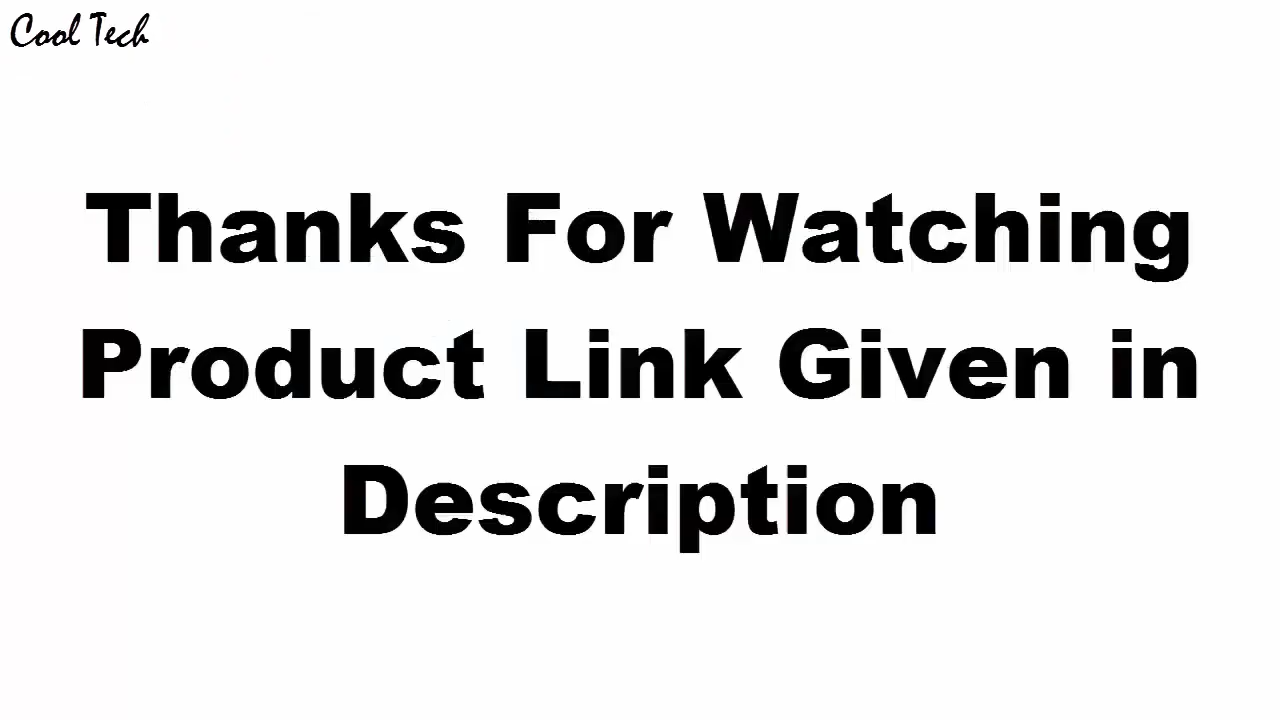 Cool Tech
Thanks For Watching
Product Link Given in
Description